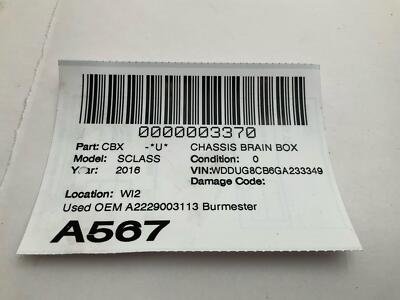 0000003370
Part: CBX -*U* CHASSIS BRAIN BOX
Model: SCLASS Condition: 0
Year: 2016 VIN:WDDUG8CB6GA233349
Damage Code:
Location: WI2
Used OEM A2229003113 Burmester
A567